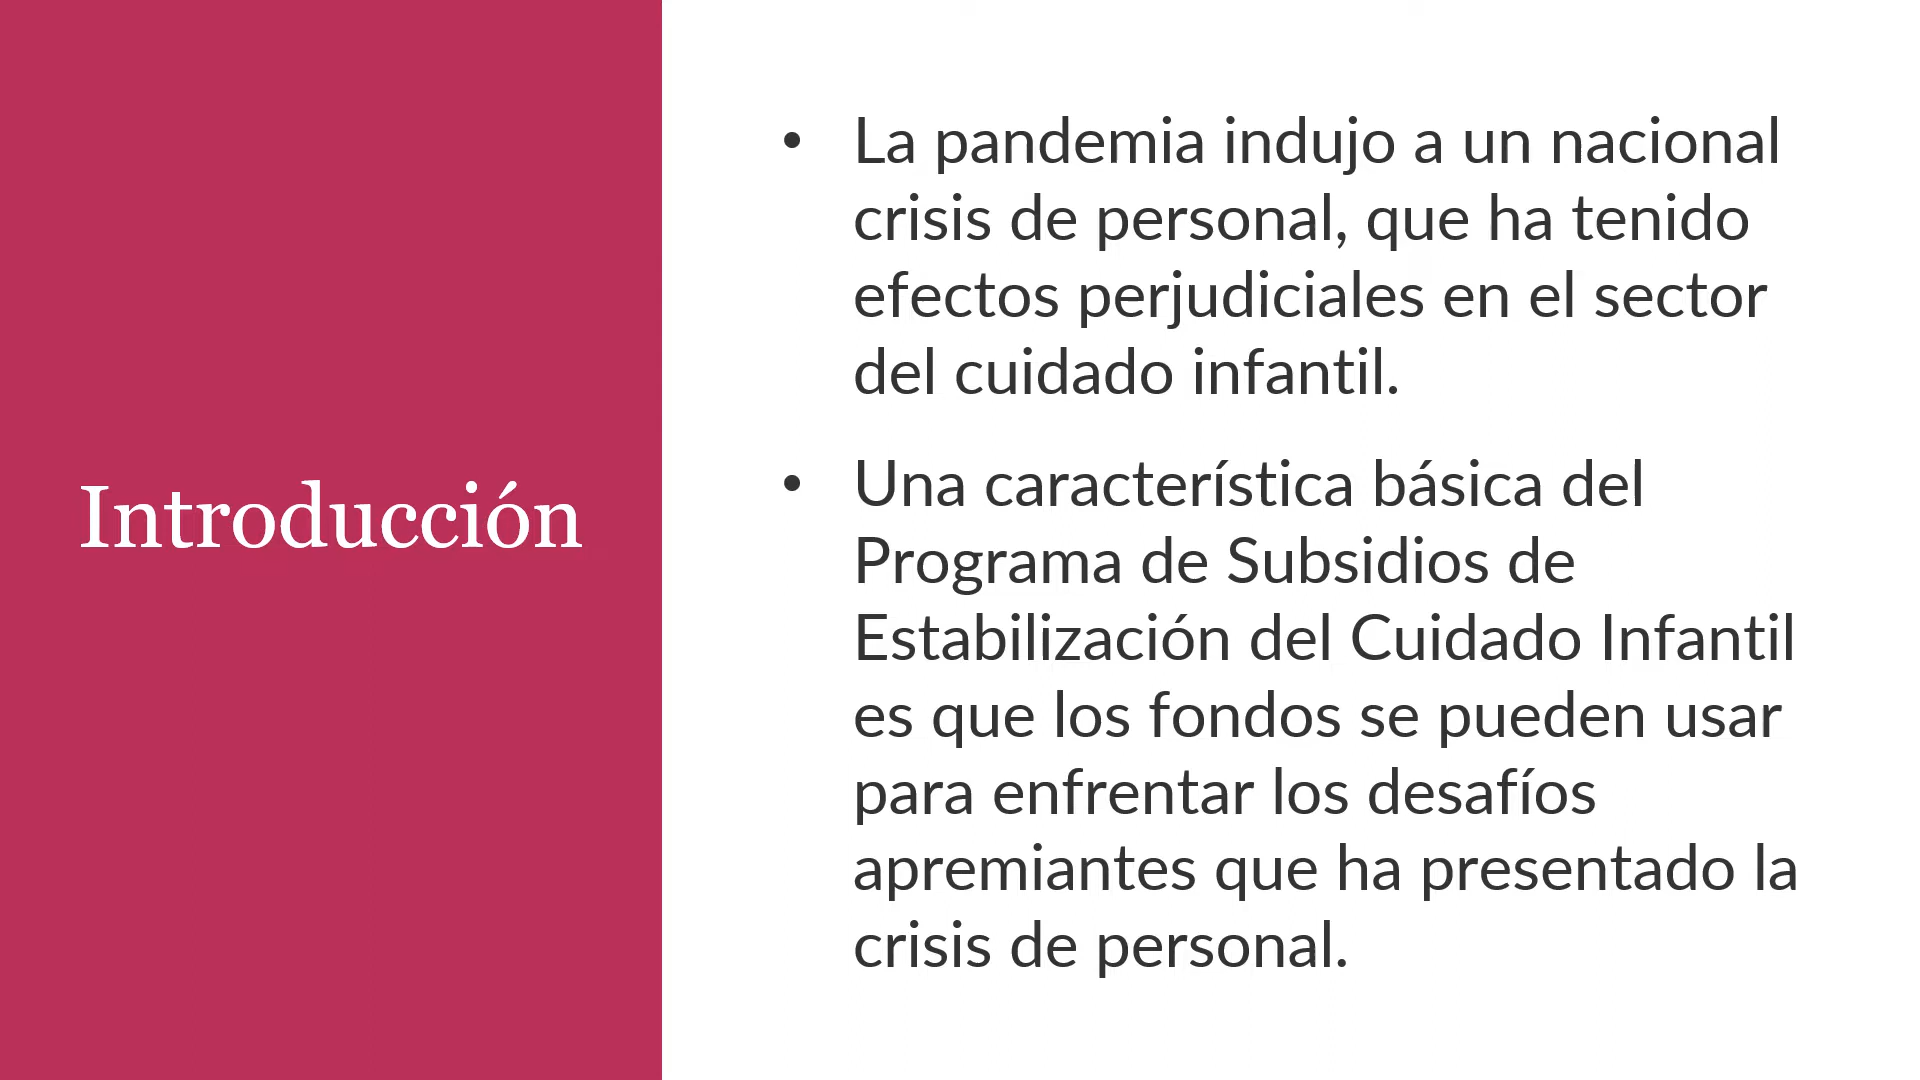 Introducción
• La pandemia indujo a un nacional
crisis de personal, que ha tenido
efectos perjudiciales en el sector
del cuidado infantil.
• Una característica básica del
Programa de Subsidios de
Estabilización del Cuidado Infantil
es que los fondos se pueden usar
para enfrentar los desafíos
apremiantes que ha presentado la
crisis de personal.